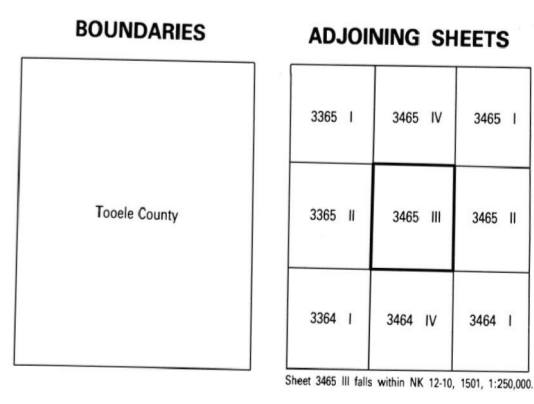 BOUNDARIES
ADJOINING SHEETS
3365 I 3465 IV 3465 I
Tooele County
3365 II 3465 III 3465 II
3364 I 3464 IV 3464 I
Sheet 3465 III falls within NK 12-10, 1501, 1:250,000.